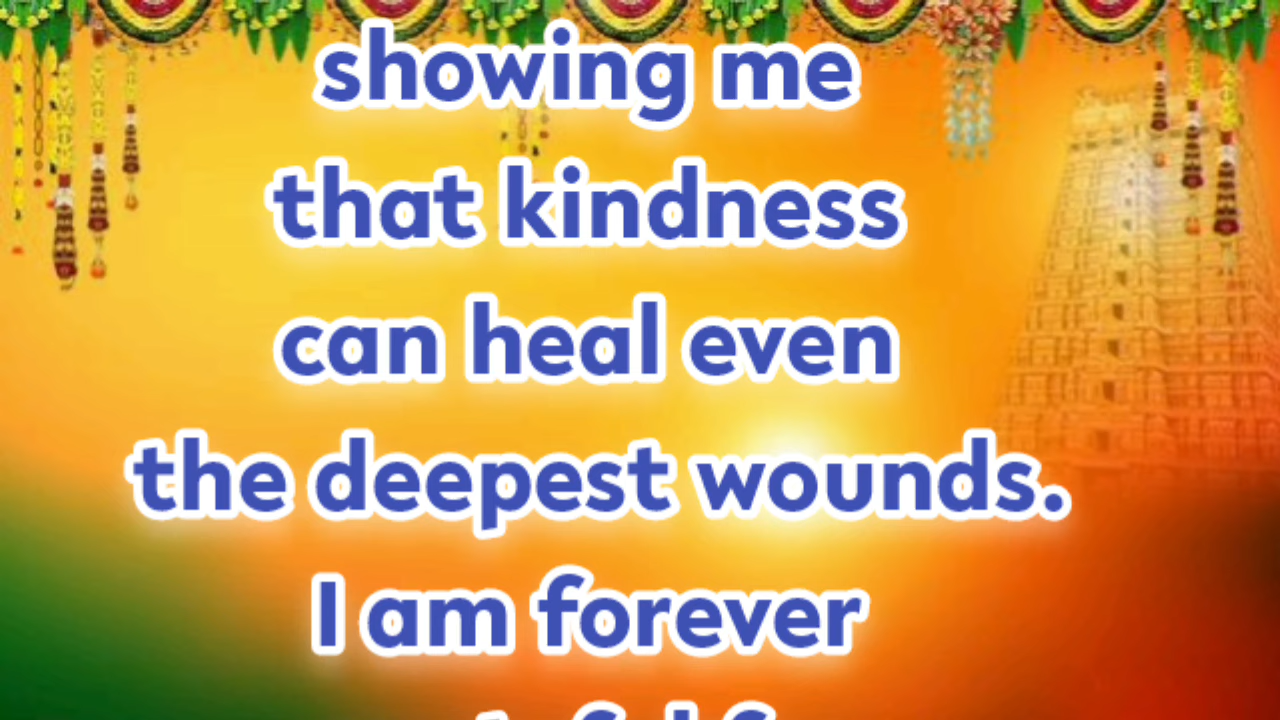 showing me
that kindness
can heal even
the deepest wounds.
I am forever